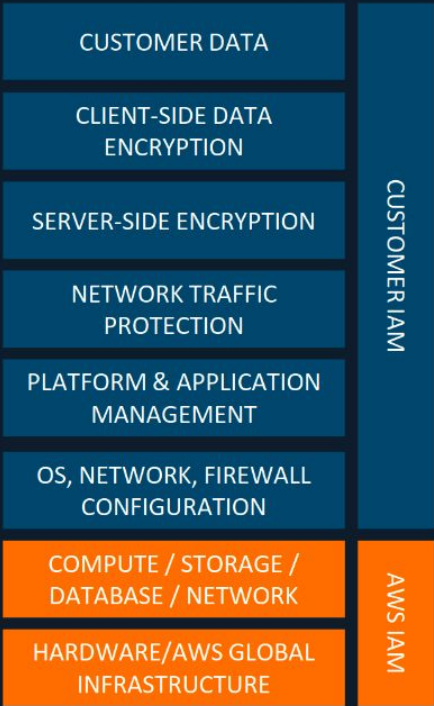 CUSTOMER DATA
CLIENT-SIDE DATA
ENCRYPTION
SERVER-SIDE ENCRYPTION
NETWORK TRAFFIC
PROTECTION
PLATFORM & APPLICATION
MANAGEMENT
OS, NETWORK, FIREWALL
CONFIGURATION
CUSTOMER IAM
COMPUTE / STORAGE /
DATABASE / NETWORK
HARDWARE/AWS GLOBAL
INFRASTRUCTURE
AWS IAM